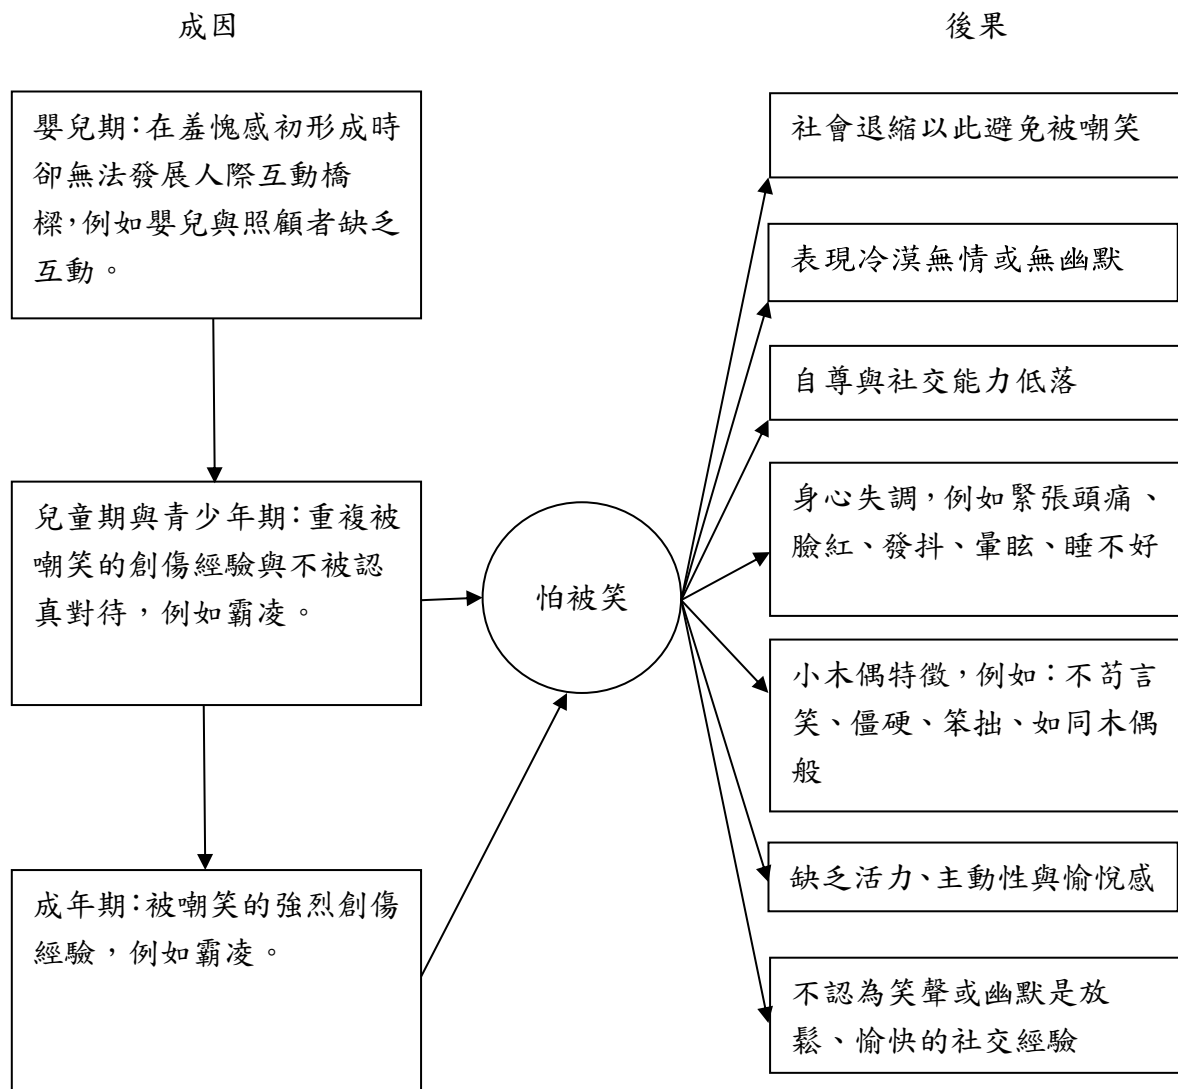 成因
後果
嬰兒期：在羞愧感初形成時
卻無法發展人際互動橋
樑，例如嬰兒與照顧者缺乏
互動。
兒童期與青少年期：重複被
嘲笑的創傷經驗與不被認
真對待，例如霸凌。
成年期：被嘲笑的強烈創傷
經驗，例如霸凌。
怕被笑
社會退縮以此避免被嘲笑
表現冷漠無情或無幽默
自尊與社交能力低落
身心失調，例如緊張頭痛、
臉紅、發抖、暈眩、睡不好
小木偶特徵，例如：不苟言
笑、僵硬、笨拙、如同木偶
般
缺乏活力、主動性與愉悅感
不認為笑聲或幽默是放
鬆、愉快的社交經驗